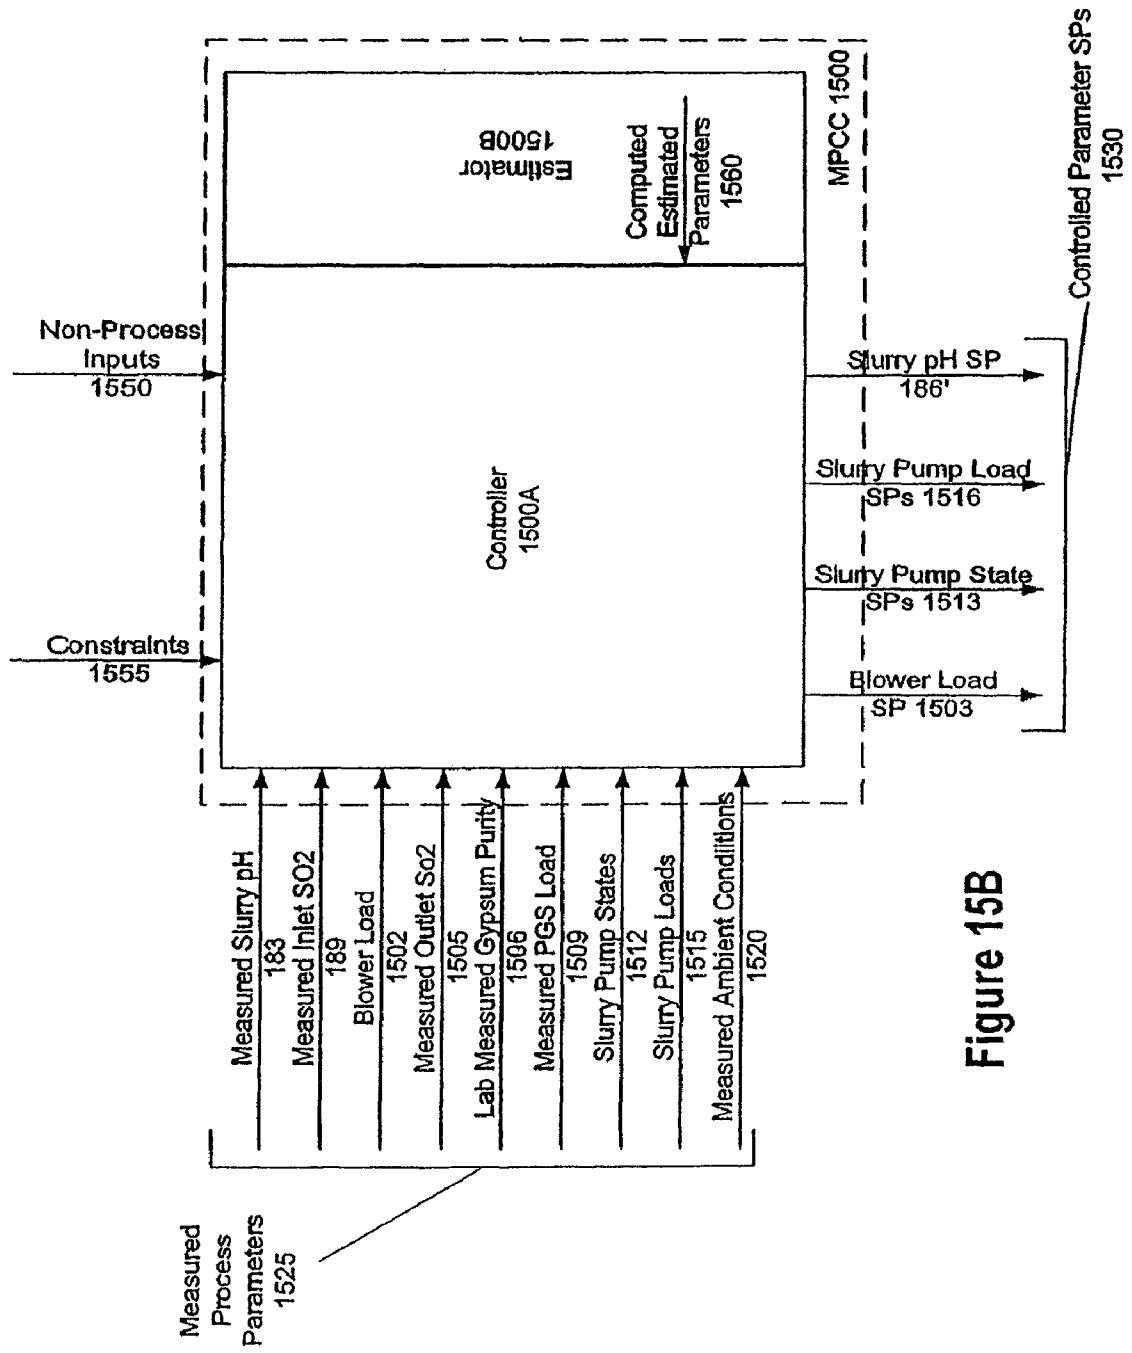 Non-Process
Inputs
1550
Constraints
1555
Estimator
1500B
Computed
Estimated
Parameters
1560
MPCC 1500
Controller
1500A
Slurry pH SP
186'
Slurry Pump Load
SPs 1516
Slurry Pump State
SPs 1513
Blower Load
SP 1503
Controlled Parameter SPs
1530
Measured Slurry pH
183
Measured Inlet SO2
189
Blower Load
1502
Measured Outlet So2
1505
Lab Measured Gypsum Purity
1506
Measured PGS Load
1509
Slurry Pump States
1512
Slurry Pump Loads
1515
Measured Ambient Condiitions
1520
Measured
Process
Parameters
1525
Figure 15B